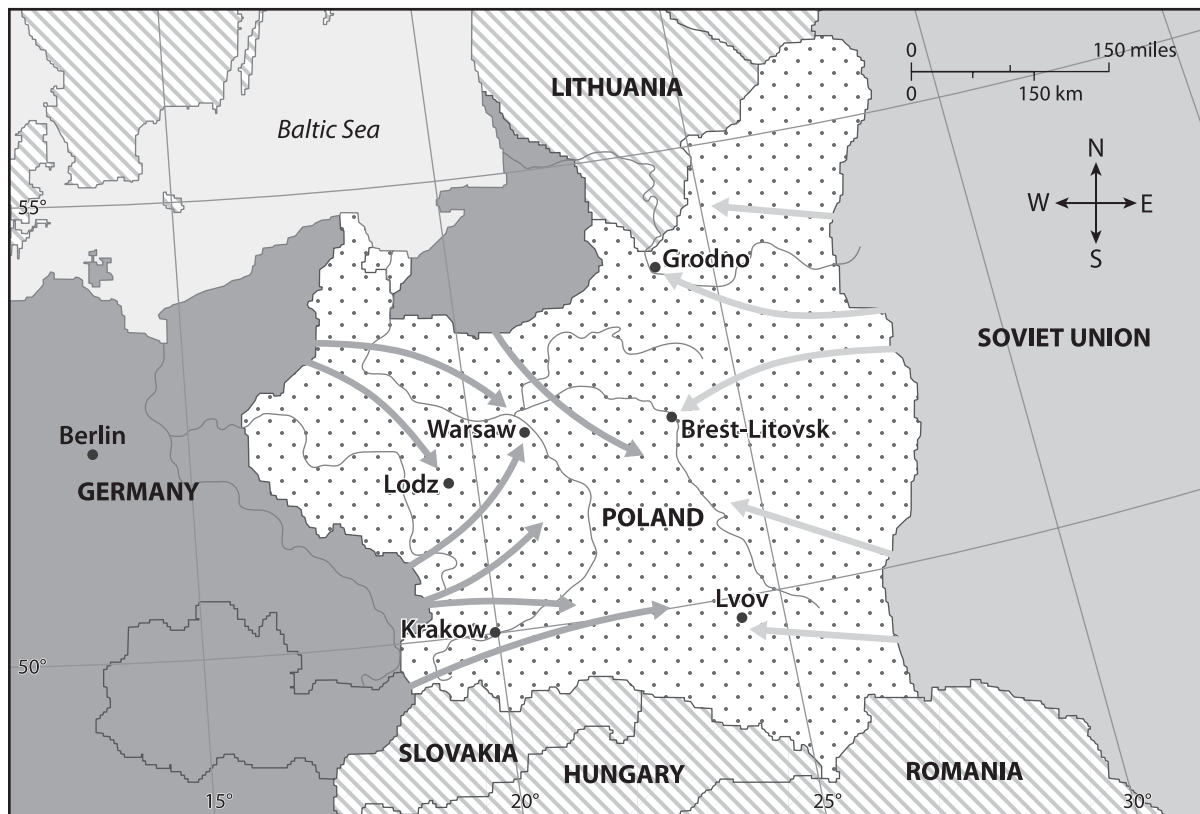 LITHUANIA
0 150 miles
0 150 km
Baltic Sea
N
W E
S
55°
Grodno
SOVIET UNION
Berlin
GERMANY
Warsaw
Brest-Litovsk
Lodz
POLAND
Lvov
Krakow
50°
SLOVAKIA
HUNGARY
ROMANIA
15°
20°
25°
30°